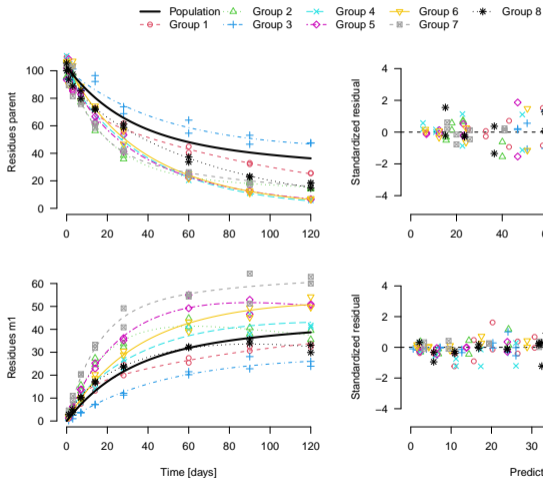 Population
Group 2
Group 4
Group 6
Group 8
Group 1
Group 3
Group 5
Group 7
Residues parent
100
80
60
40
20
0
0 20 40 60 80 100 120
Standardized residual
4
2
0
−2
−4
0 20 40
Residues m1
60
50
40
30
20
10
0
0 20 40 60 80 100 120
Time [days]
Standardized residual
4
2
0
−2
−4
0 10 20 30